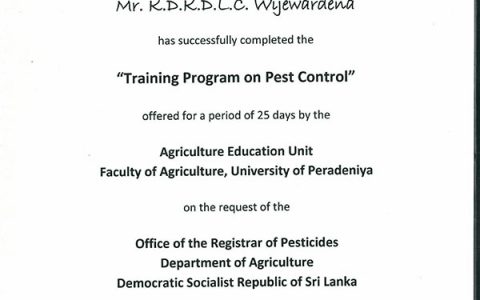 Mr. K.D.K.D.L.C. Wijewardena
has successfully completed the
“Training Program on Pest Control”
offered for a period of 25 days by the
Agriculture Education Unit
Faculty of Agriculture, University of Peradeniya
on the request of the
Office of the Registrar of Pesticides
Department of Agriculture
Democratic Socialist Republic of Sri Lanka